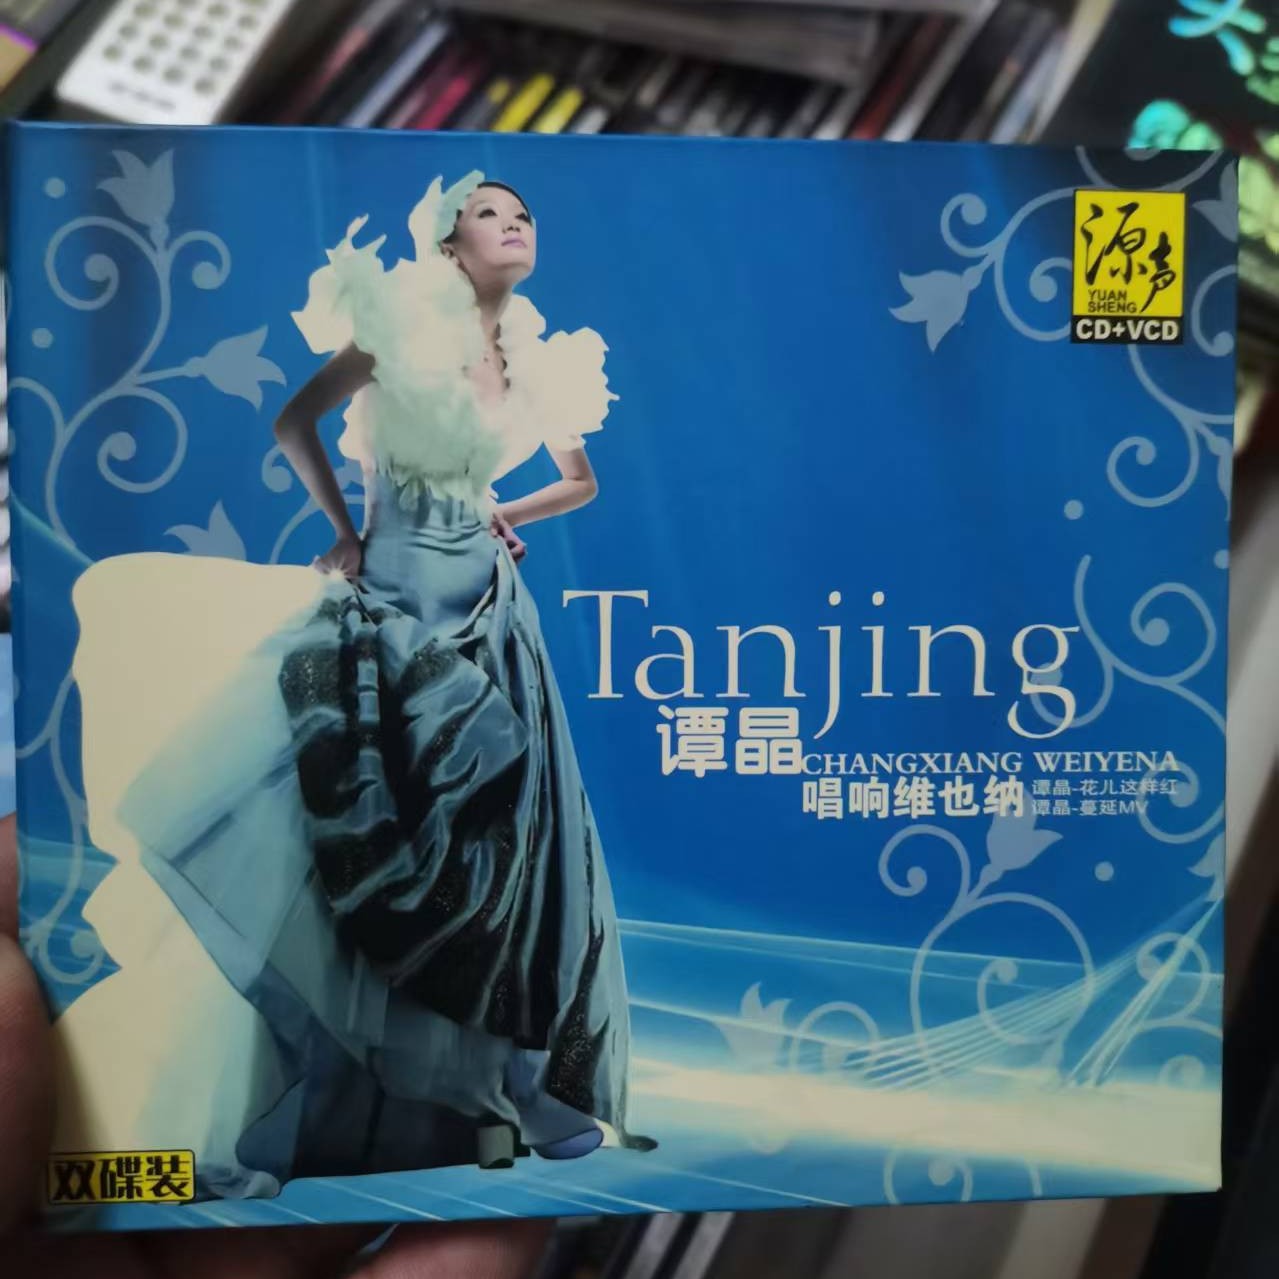 源声
YUAN
SHENG
CD+VCD
Tanjing
谭晶
CHANGXIANG WEIYENA
唱响维也纳
谭晶-花儿这样红
谭晶-蔓延MV
双碟装